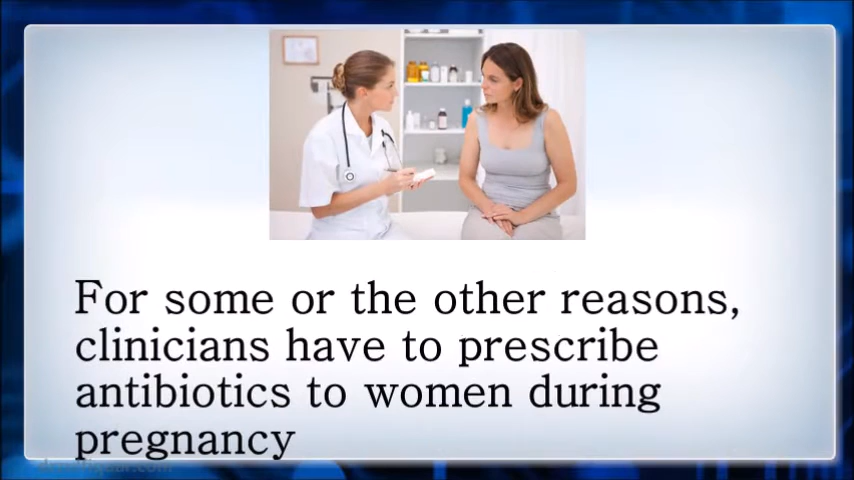 For some or the other reasons,
clinicians have to prescribe
antibiotics to women during
pregnancy